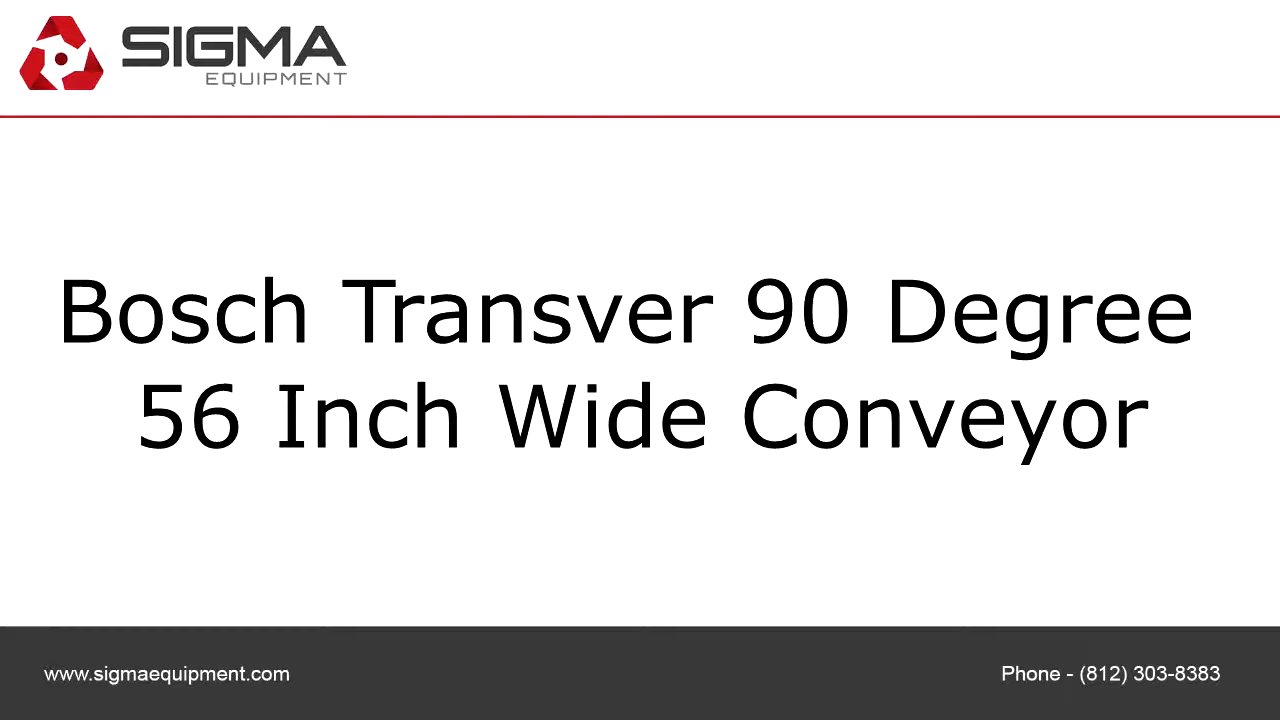 SIGMA
EQUIPMENT
Bosch Transver 90 Degree
56 Inch Wide Conveyor
www.sigmaequipment.com
Phone - (812) 303-8383